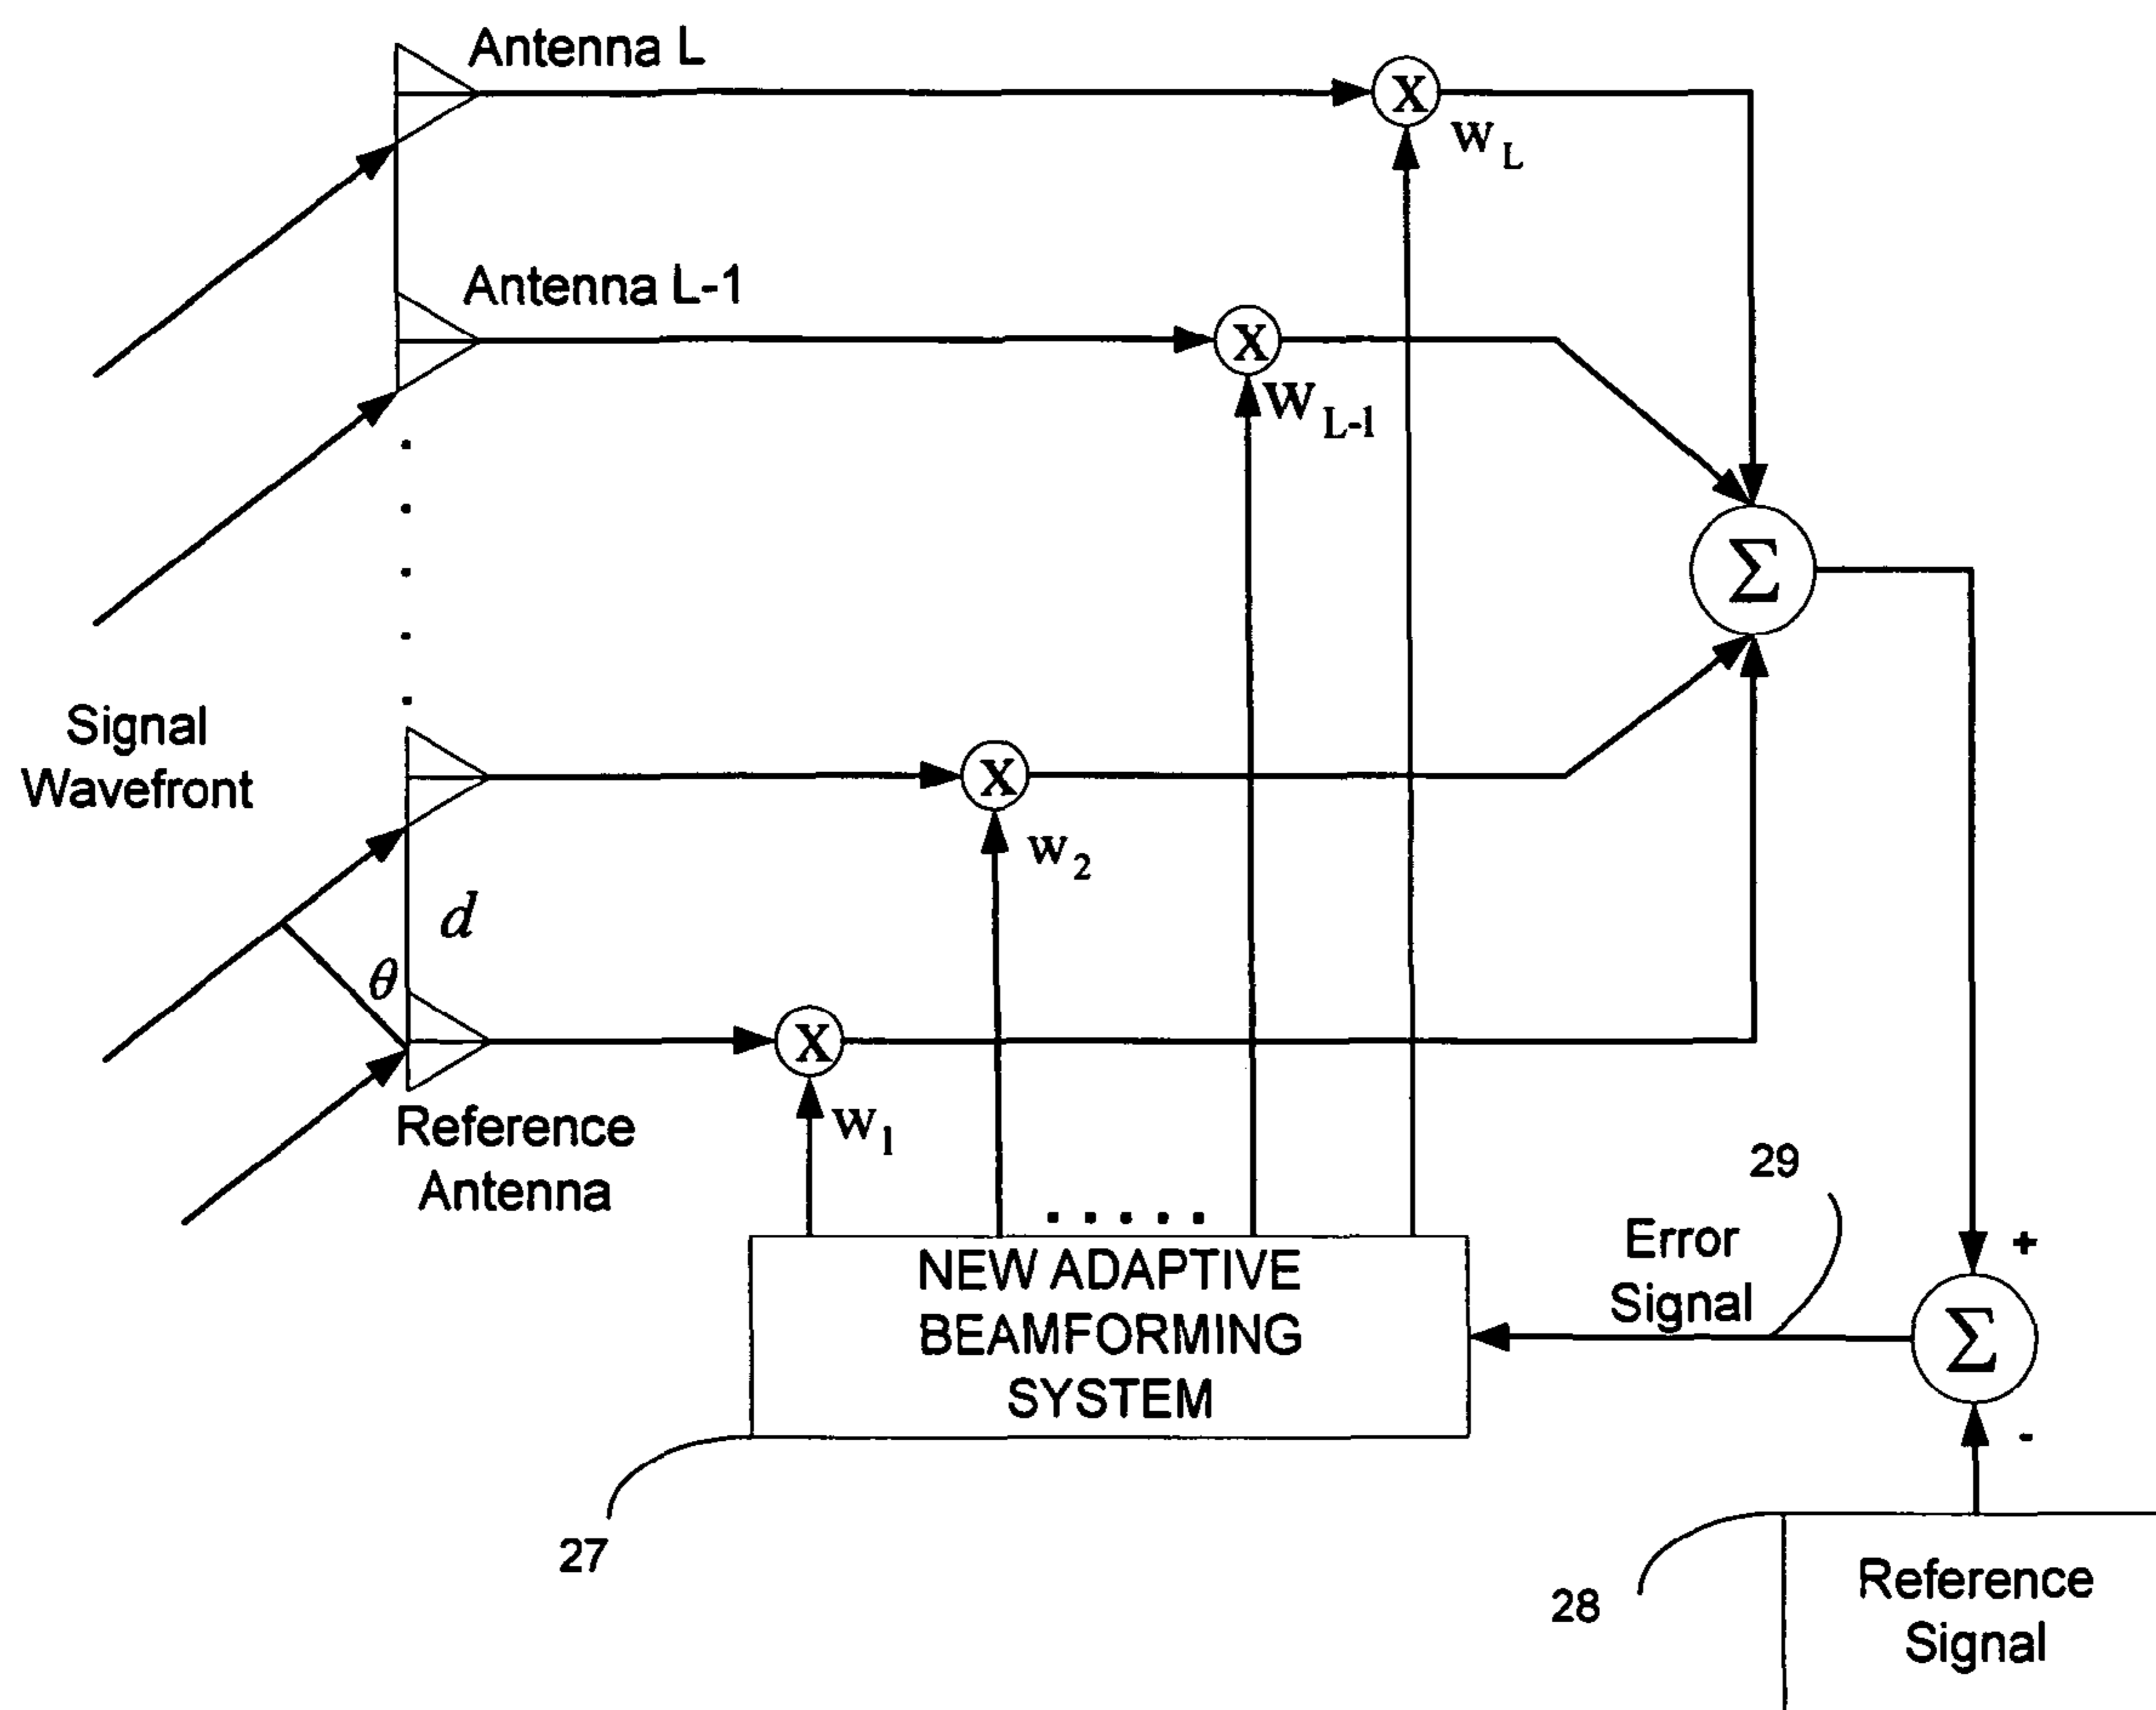 Antenna L
X
w L
Antenna L-1
X
w L-1
Σ
Signal
Wavefront
X
w 2
d
θ
X
w 1
Reference
Antenna
29
. . . . .
Error
Signal
+
NEW ADAPTIVE
BEAMFORMING
SYSTEM
Σ
-
27
28
Reference
Signal